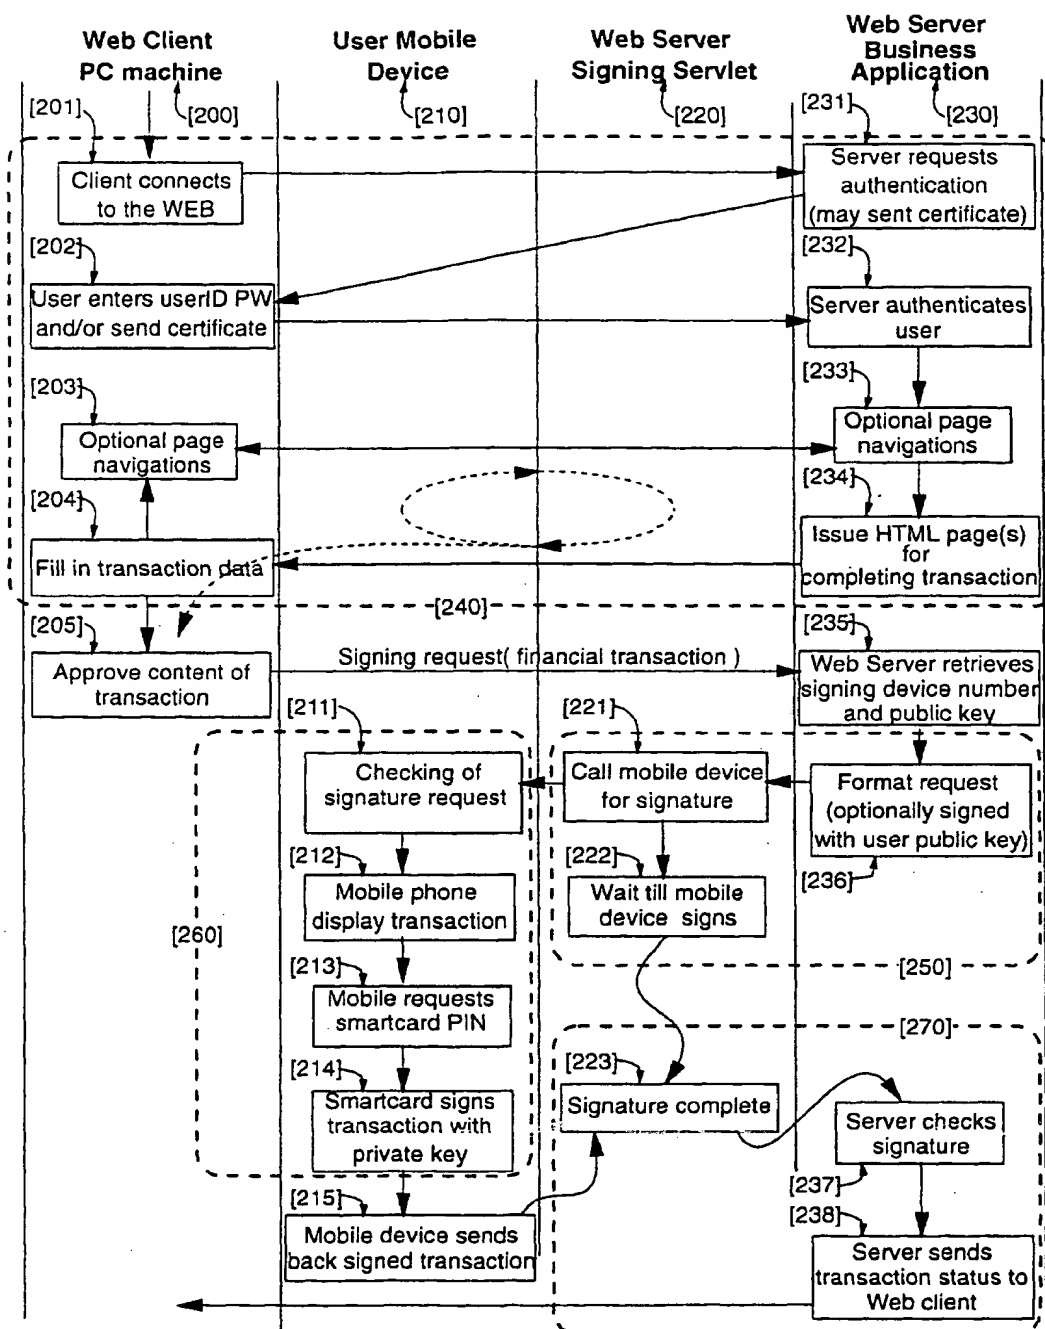 Web Client
PC machine
[200]
User Mobile
Device
[210]
Web Server
Signing Servlet
[220]
Web Server
Business
Application
[230]
[201]
Client connects
to the WEB
[231]
Server requests
authentication
(may sent certificate)
[202]
User enters userID PW
and/or send certificate
[232]
Server authenticates
user
[203]
Optional page
navigations
[233]
Optional page
navigations
[204]
Fill in transaction data
[234]
Issue HTML page(s)
for
completing transaction
[240]
[205]
Approve content of
transaction
Signing request( financial transaction )
[235]
Web Server retrieves
signing device number
and public key
[211]
Checking of
signature request
[221]
Call mobile device
for signature
Format request
(optionally signed
with user public key)
[236]
[212]
Mobile phone
display transaction
[222]
Wait till mobile
device signs
[260]
[250]
[213]
Mobile requests
smartcard PIN
[270]
[214]
Smartcard signs
transaction with
private key
[223]
Signature complete
Server checks
signature
[237]
[215]
Mobile device sends
back signed transaction
[238]
Server sends
transaction status to
Web client